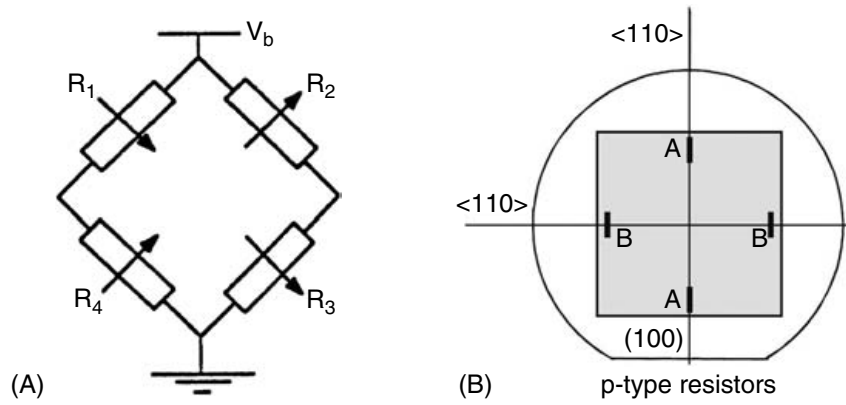 V_b
R_1
R_2
R_4
R_3
(A)
<110>
<110>
A
B
B
A
(100)
(B)
p-type resistors